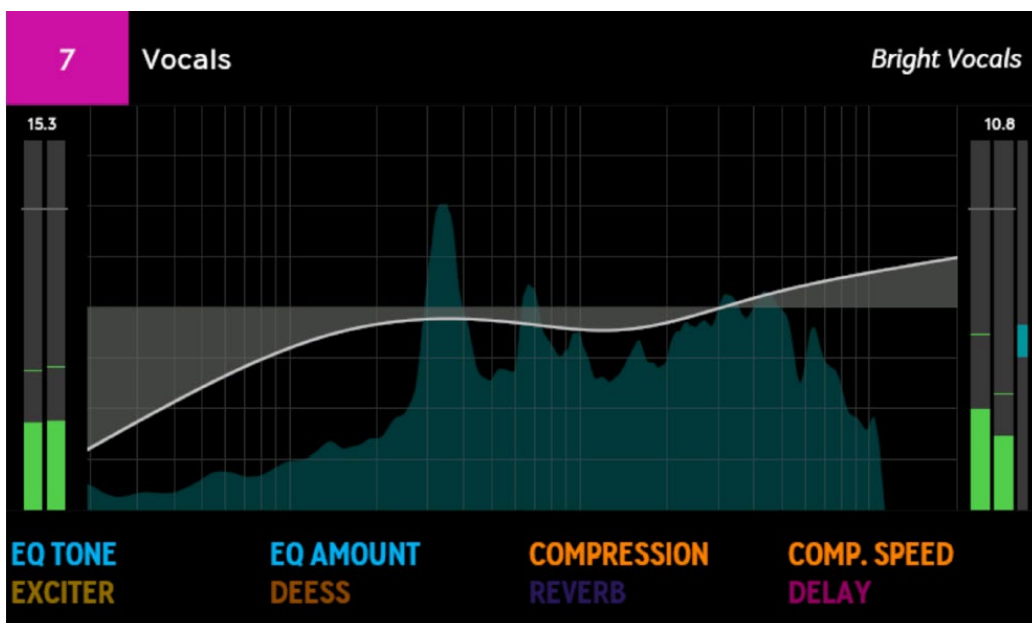 7 Vocals Bright Vocals
15.3 10.8
EQ TONE EQ AMOUNT COMPRESSION COMP. SPEED
EXCITER DEESS REVERB DELAY